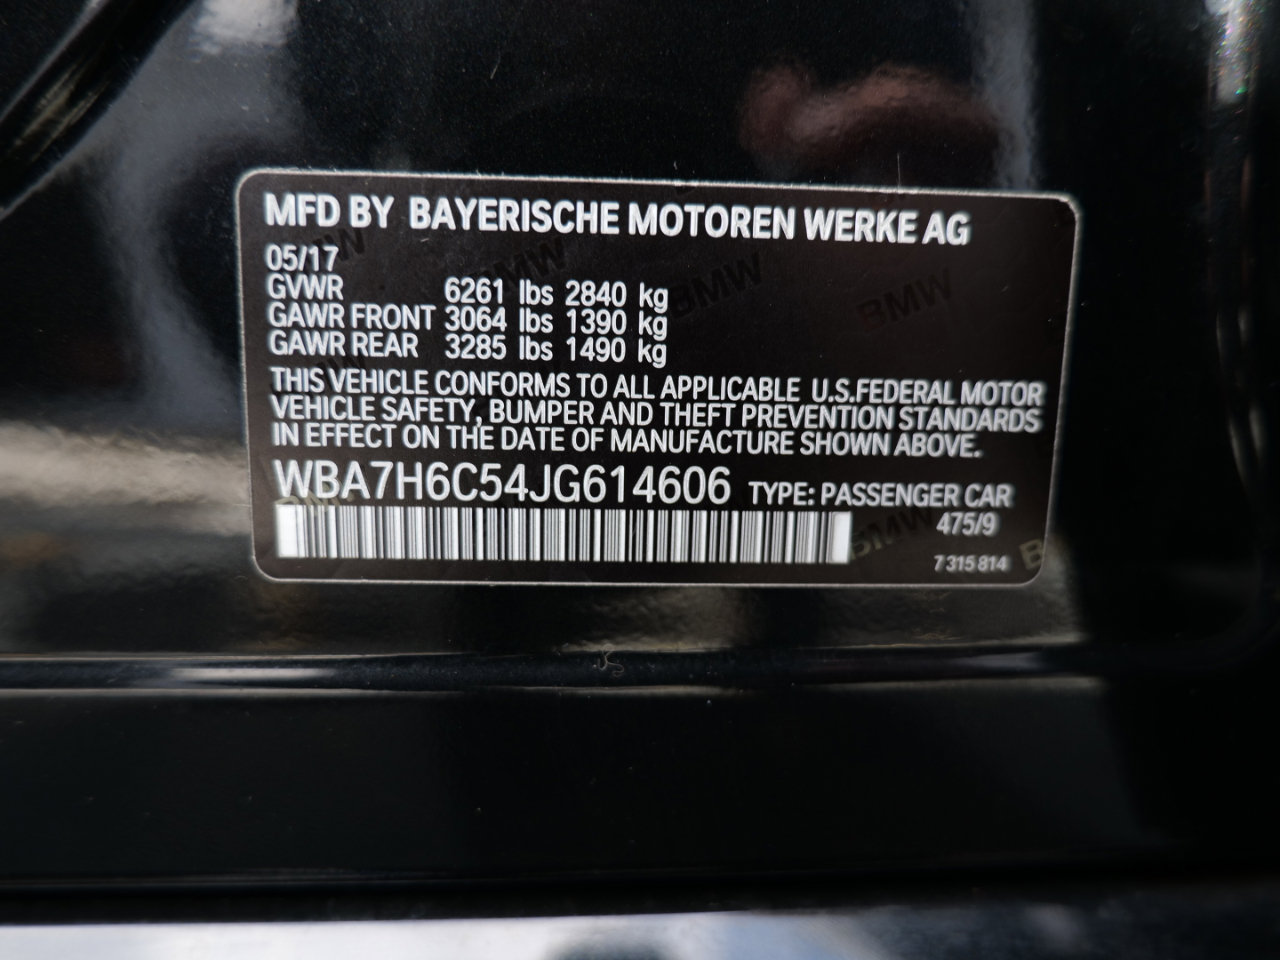 MFD BY BAYERISCHE MOTOREN WERKE AG
05/17
GVWR 6261 lbs 2840 kg
GAWR FRONT 3064 lbs 1390 kg
GAWR REAR 3285 lbs 1490 kg
THIS VEHICLE CONFORMS TO ALL APPLICABLE U.S.FEDERAL MOTOR
VEHICLE SAFETY, BUMPER AND THEFT PREVENTION STANDARDS
IN EFFECT ON THE DATE OF MANUFACTURE SHOWN ABOVE.
WBA7H6C54JG614606 TYPE: PASSENGER CAR
475/9
7 315 814